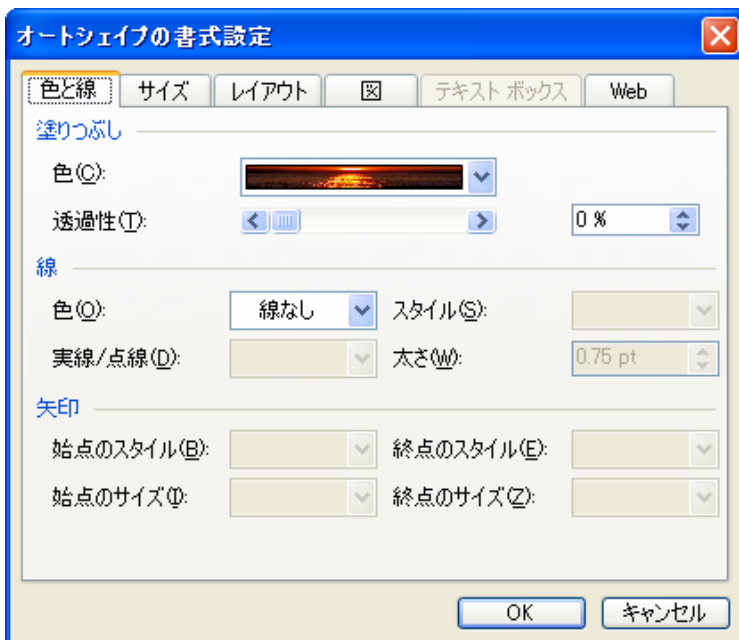 オートシェイプの書式設定
色と線 サイズ レイアウト 図 テキスト ボックス Web
塗りつぶし
色(C):
透過性(T): 0 %
線
色(O): 線なし スタイル(S):
実線/点線(D): 太さ(W): 0.75 pt
矢印
始点のスタイル(B): 終点のスタイル(E):
始点のサイズ(I): 終点のサイズ(Z):
OK キャンセル